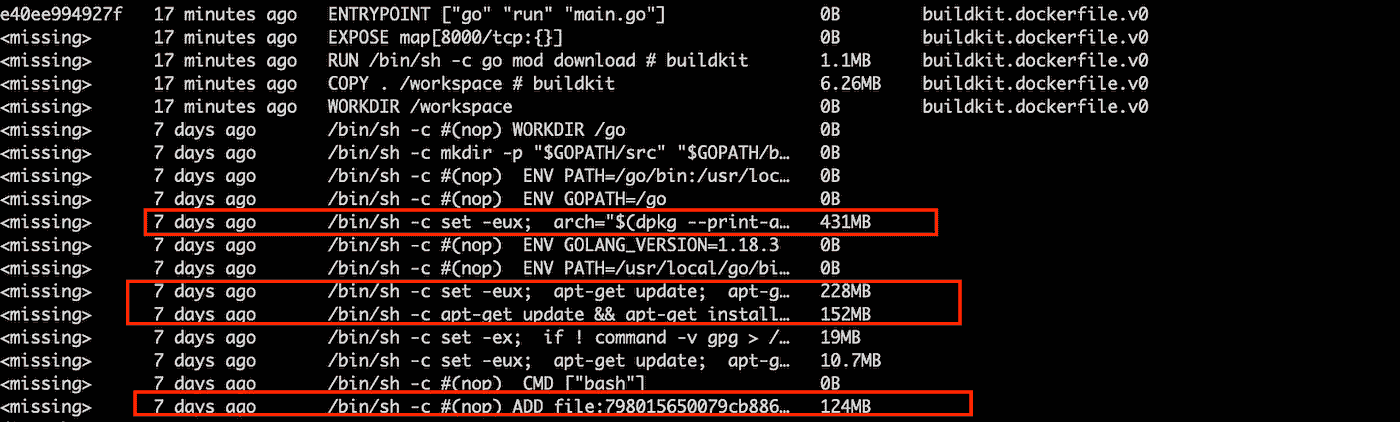 e40ee994927f 17 minutes ago ENTRYPOINT ["go" "run" "main.go"] 0B buildkit.dockerfile.v0
<missing> 17 minutes ago EXPOSE map[8000/tcp:{}] 0B buildkit.dockerfile.v0
<missing> 17 minutes ago RUN /bin/sh -c go mod download # buildkit 1.1MB buildkit.dockerfile.v0
<missing> 17 minutes ago COPY . /workspace # buildkit 6.26MB buildkit.dockerfile.v0
<missing> 17 minutes ago WORKDIR /workspace 0B buildkit.dockerfile.v0
<missing> 7 days ago /bin/sh -c #(nop) WORKDIR /go 0B
<missing> 7 days ago /bin/sh -c mkdir -p "$GOPATH/src" "$GOPATH/b… 0B
<missing> 7 days ago /bin/sh -c #(nop) ENV PATH=/go/bin:/usr/loc… 0B
<missing> 7 days ago /bin/sh -c #(nop) ENV GOPATH=/go 0B
<missing> 7 days ago /bin/sh -c set -eux; arch="$(dpkg --print-a… 431MB
<missing> 7 days ago /bin/sh -c #(nop) ENV GOLANG_VERSION=1.18.3 0B
<missing> 7 days ago /bin/sh -c #(nop) ENV PATH=/usr/local/go/bi… 0B
<missing> 7 days ago /bin/sh -c set -eux; apt-get update; apt-g… 228MB
<missing> 7 days ago /bin/sh -c apt-get update && apt-get install… 152MB
<missing> 7 days ago /bin/sh -c set -ex; if ! command -v gpg > /… 19MB
<missing> 7 days ago /bin/sh -c set -eux; apt-get update; apt-g… 10.7MB
<missing> 7 days ago /bin/sh -c #(nop) CMD ["bash"] 0B
<missing> 7 days ago /bin/sh -c #(nop) ADD file:798015650079cb886… 124MB